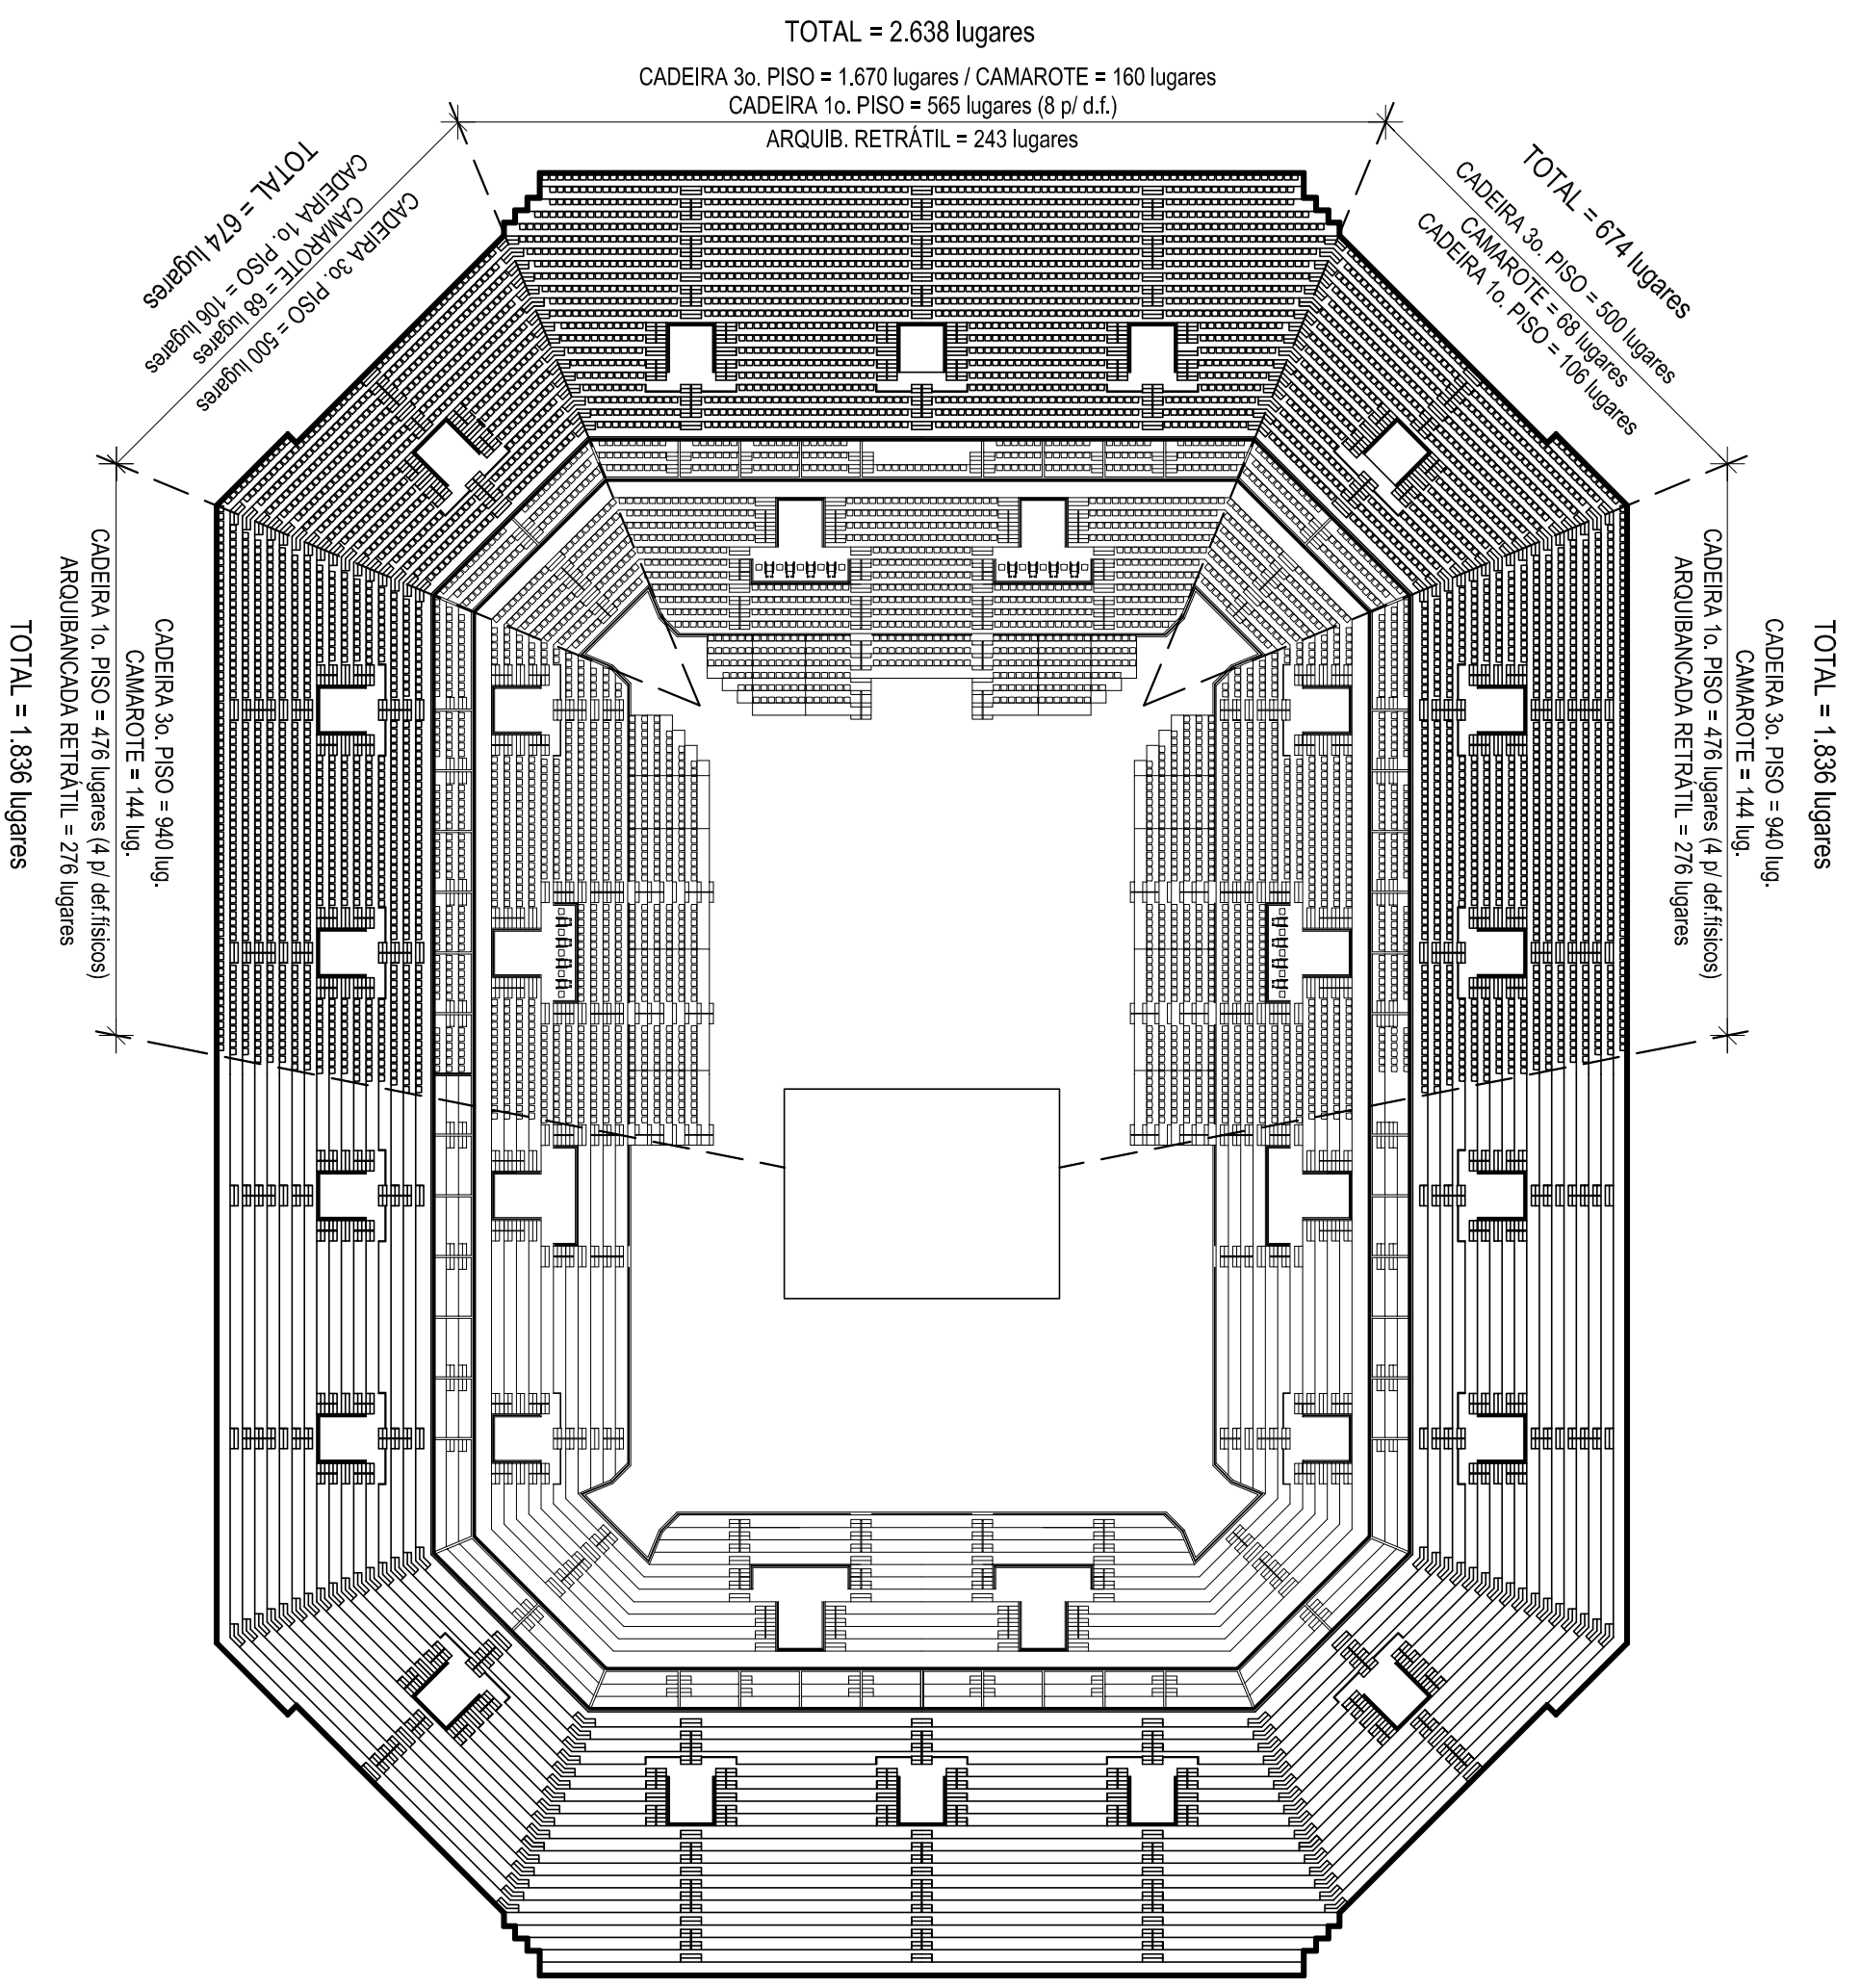 TOTAL = 2.638 lugares
CADEIRA 3o. PISO = 1.670 lugares / CAMAROTE = 160 lugares
CADEIRA 1o. PISO = 565 lugares (8 p/ d.f.)
ARQUIB. RETRÁTIL = 243 lugares
TOTAL = 674 lugares
CADEIRA 1o. PISO = 106 lugares
CAMAROTE = 68 lugares
CADEIRA 3o. PISO = 500 lugares
TOTAL = 674 lugares
CADEIRA 3o. PISO = 500 lugares
CAMAROTE = 68 lugares
CADEIRA 1o. PISO = 106 lugares
CADEIRA 3o. PISO = 940 lug.
CAMAROTE = 144 lug.
CADEIRA 1o. PISO = 476 lugares (4 p/ def.físicos)
ARQUIBANCADA RETRÁTIL = 276 lugares
TOTAL = 1.836 lugares
TOTAL = 1.836 lugares
CADEIRA 3o. PISO = 940 lug.
CAMAROTE = 144 lug.
CADEIRA 1o. PISO = 476 lugares (4 p/ def.físicos)
ARQUIBANCADA RETRÁTIL = 276 lugares